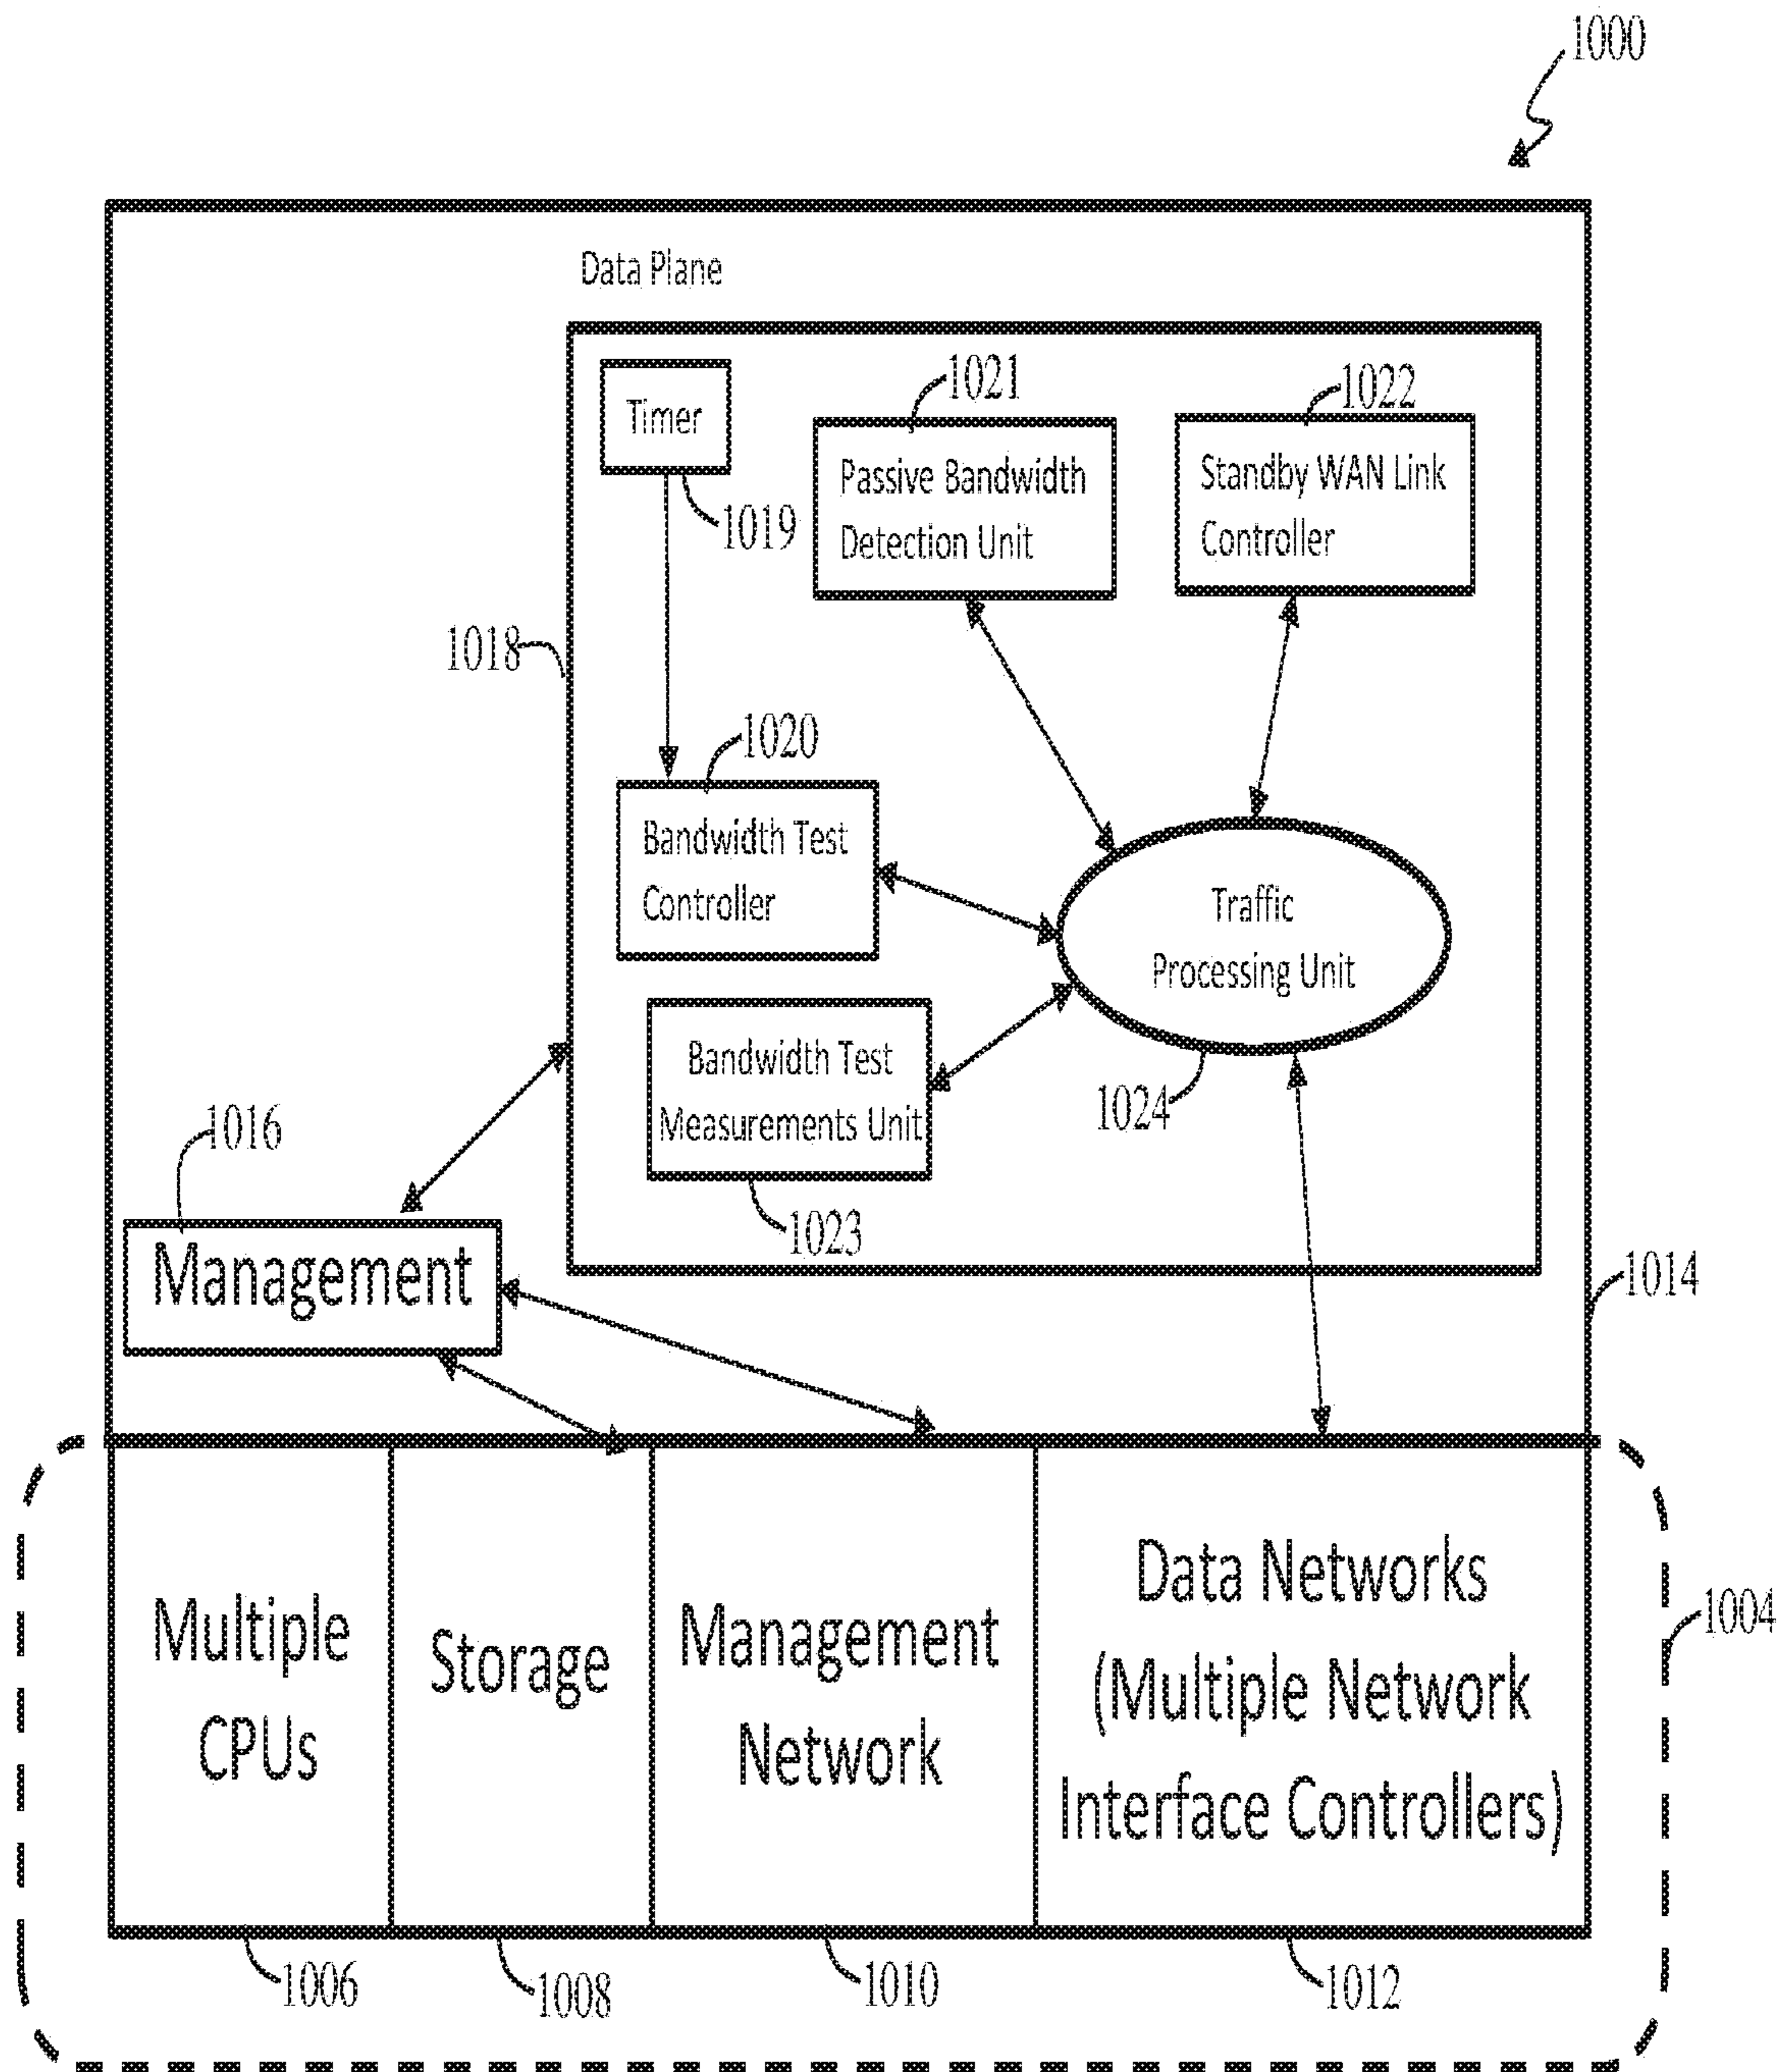 1000
Data Plane
Timer
1019
1021
Passive Bandwidth
Detection Unit
1022
Standby WAN Link
Controller
1018
1020
Bandwidth Test
Controller
Traffic
Processing Unit
1024
Bandwidth Test
Measurements Unit
1023
1016
Management
1014
Multiple
CPUs
Storage
Management
Network
Data Networks
(Multiple Network
Interface Controllers)
1004
1006
1008
1010
1012